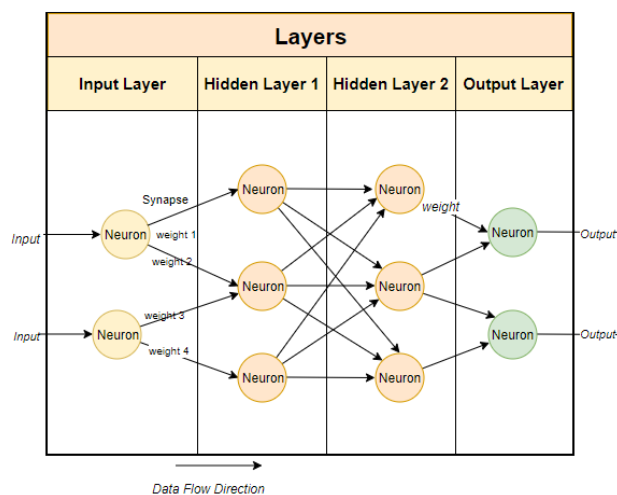 Layers
Input Layer
Hidden Layer 1
Hidden Layer 2
Output Layer
Synapse
Neuron
Neuron
weight
Input
Neuron
weight 1
Neuron
Output
weight 2
Neuron
Neuron
weight 3
Input
Neuron
Neuron
Output
weight 4
Neuron
Neuron
Data Flow Direction